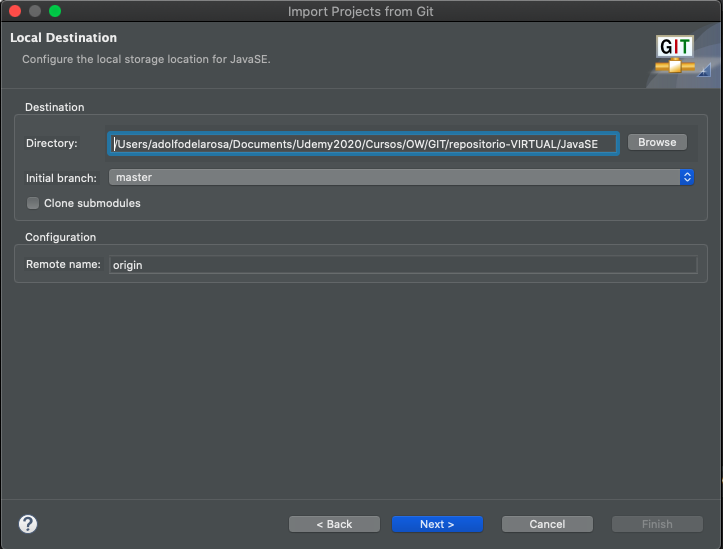 Import Projects from Git
Local Destination
Configure the local storage location for JavaSE.
GIT
Destination
Directory: /Users/adolfodelarosa/Documents/Udemy2020/Cursos/OW/GIT/repositorio-VIRTUAL/JavaSE Browse
Initial branch: master
Clone submodules
Configuration
Remote name: origin
? < Back Next > Cancel Finish